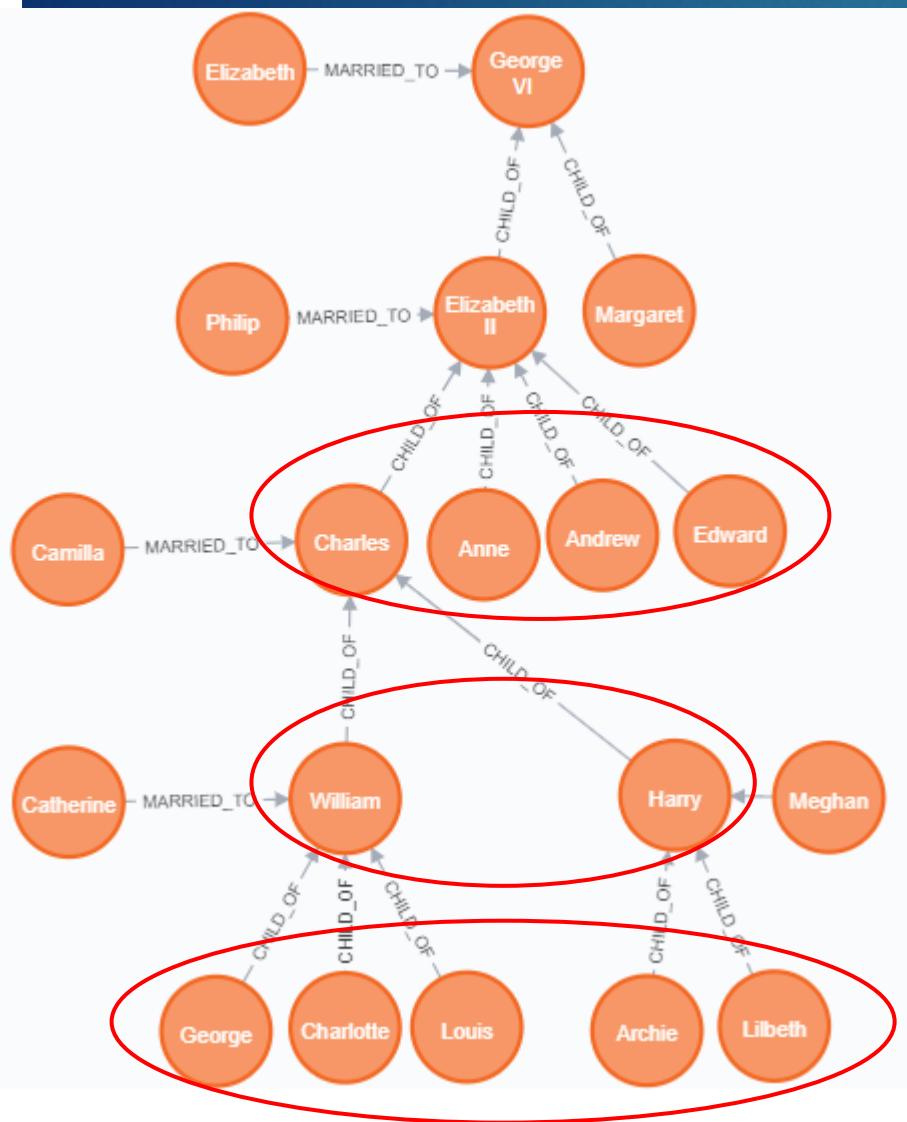 Elizabeth
MARRIED_TO
George
VI
CHILD_OF
CHILD_OF
Philip
MARRIED_TO
Elizabeth
II
Margaret
CHILD_OF
CHILD_OF
CHILD_OF
CHILD_OF
Camilla
MARRIED_TO
Charles
Anne
Andrew
Edward
CHILD_OF
CHILD_OF
Catherine
MARRIED_TO
William
Harry
Meghan
CHILD_OF
CHILD_OF
CHILD_OF
CHILD_OF
CHILD_OF
George
Charlotte
Louis
Archie
Lilbeth